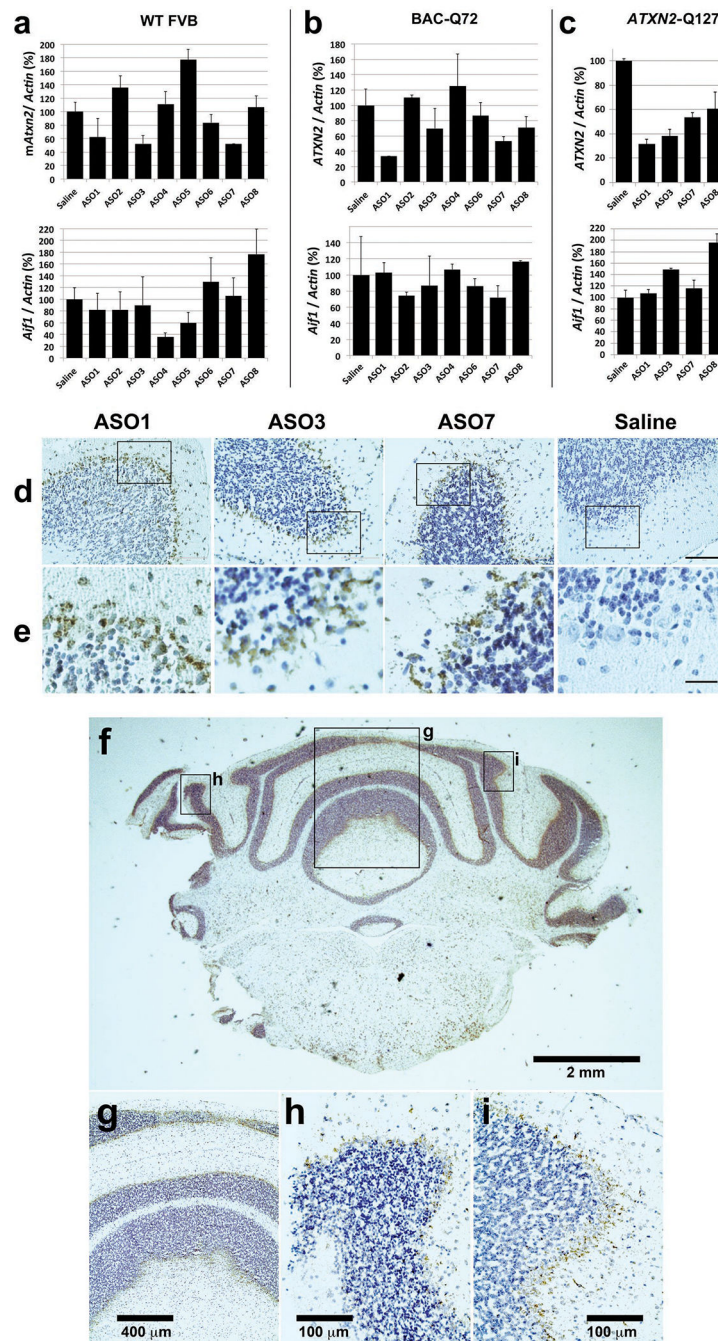 a WT FVB
mAtxn2/ Actin (%)
200
180
160
140
120
100
80
60
40
20
0
Saline ASO1 ASO2 ASO3 ASO4 ASO5 ASO6 ASO7 ASO8
Aif1 / Actin (%)
220
200
180
160
140
120
100
80
60
40
20
0
Saline ASO1 ASO2 ASO3 ASO4 ASO5 ASO6 ASO7 ASO8
b BAC-Q72
ATXN2 / Actin (%)
180
160
140
120
100
80
60
40
20
0
Saline ASO1 ASO2 ASO3 ASO4 ASO6 ASO7 ASO8
Aif1 / Actin (%)
140
120
100
80
60
40
20
0
Saline ASO1 ASO2 ASO3 ASO4 ASO6 ASO7 ASO8
c ATXN2-Q127
ATXN2 / Actin (%)
100
80
60
40
20
0
Saline ASO1 ASO3 ASO7 ASO8
Aif1 / Actin (%)
220
200
180
160
140
120
100
80
60
40
20
0
Saline ASO1 ASO3 ASO7 ASO8
ASO1 ASO3 ASO7 Saline
d
e
f
g
h
i
2 mm
g
400 µm
h
100 µm
i
100 µm